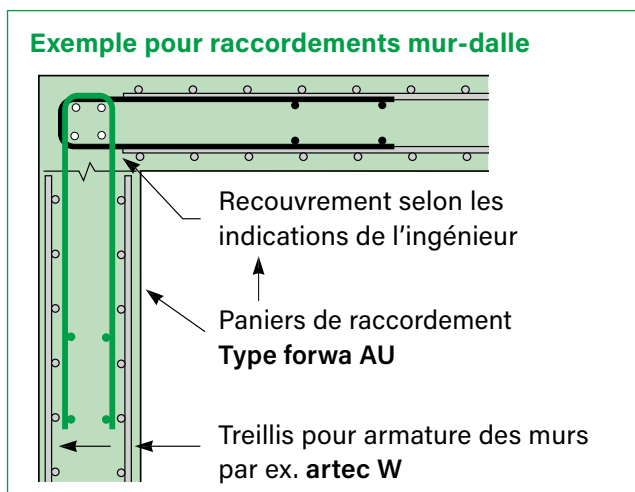 Exemple pour raccordements mur-dalle
Recouvrement selon les
indications de l'ingénieur
Paniers de raccordement
Type forwa AU
Treillis pour armature des murs
par ex. artec W